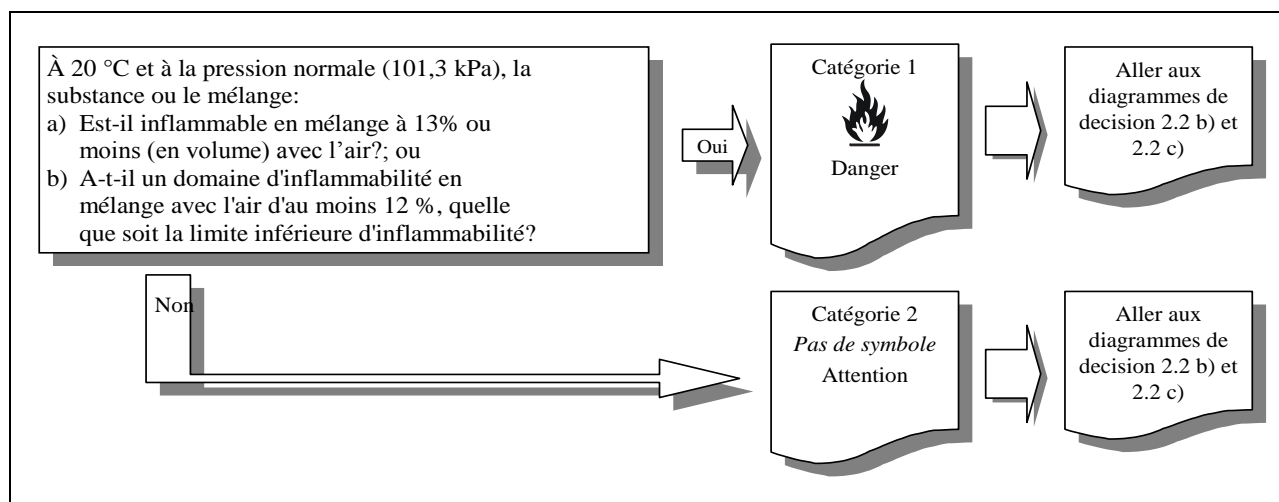 À 20 °C et à la pression normale (101,3 kPa), la
substance ou le mélange:
a) Est-il inflammable en mélange à 13% ou
moins (en volume) avec l’air?; ou
b) A-t-il un domaine d'inflammabilité en
mélange avec l'air d'au moins 12 %, quelle
que soit la limite inférieure d'inflammabilité?
Oui
Catégorie 1
Danger
Aller aux
diagrammes de
decision 2.2 b) et
2.2 c)
Non
Catégorie 2
Pas de symbole
Attention
Aller aux
diagrammes de
decision 2.2 b) et
2.2 c)